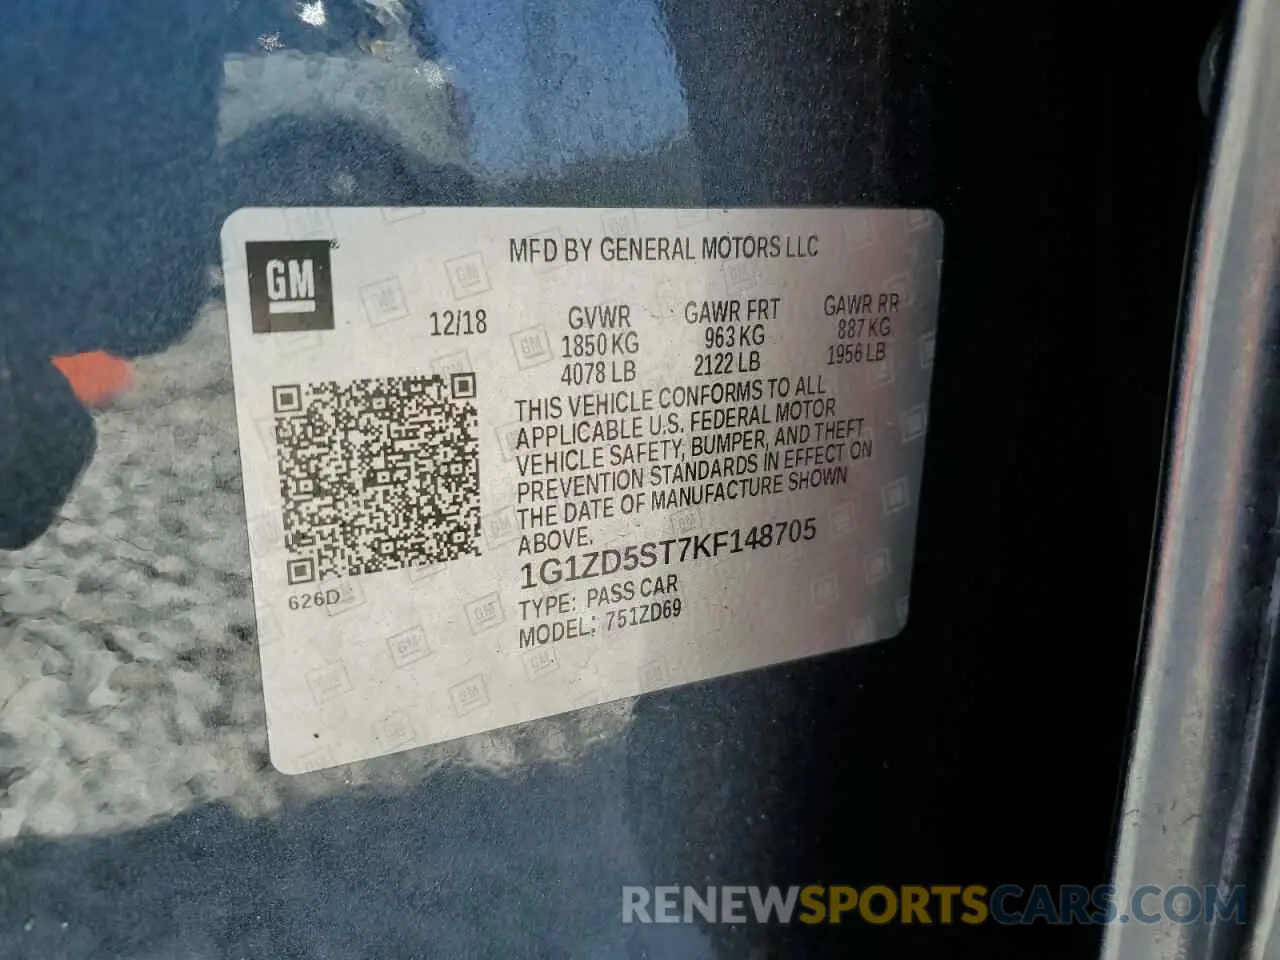 GM
MFD BY GENERAL MOTORS LLC
12/18
GVWR GAWR FRT GAWR RR
1850 KG 963 KG 887 KG
4078 LB 2122 LB 1956 LB
THIS VEHICLE CONFORMS TO ALL
APPLICABLE U.S. FEDERAL MOTOR
VEHICLE SAFETY, BUMPER, AND THEFT
PREVENTION STANDARDS IN EFFECT ON
THE DATE OF MANUFACTURE SHOWN
ABOVE.
1G1ZD5ST7KF148705
626D
TYPE: PASS CAR
MODEL: 751ZD69
RENEWSPORTSCARS.COM